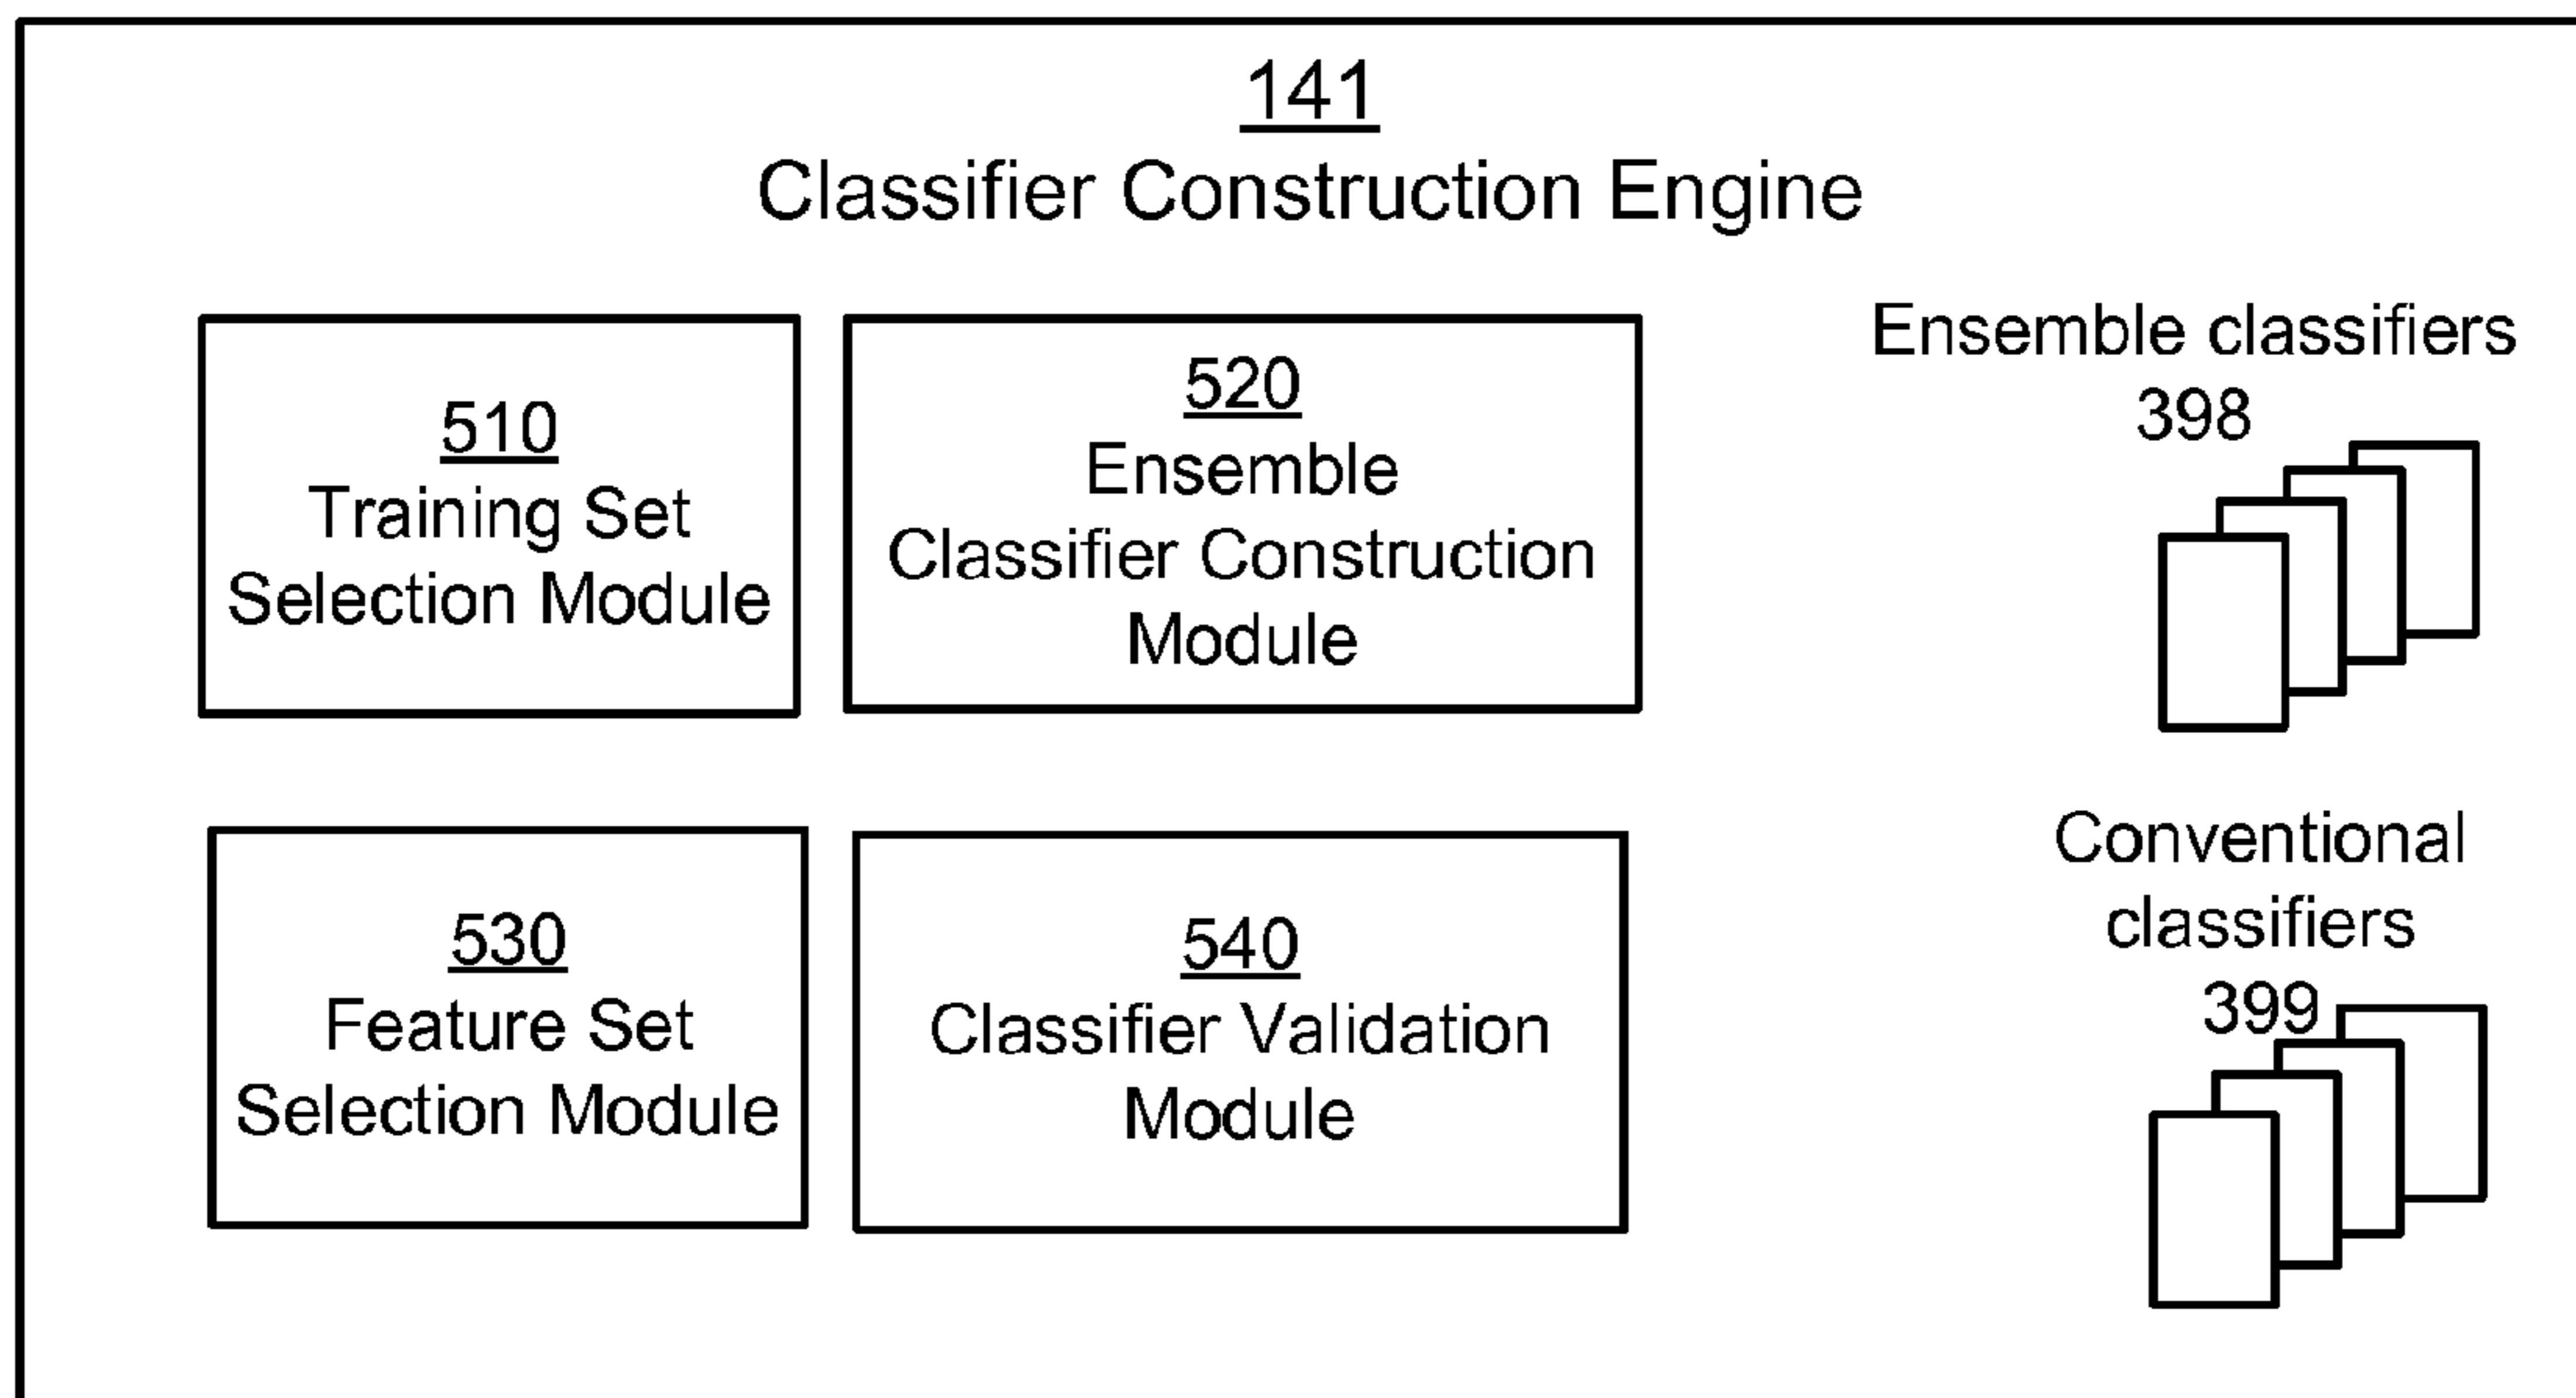 141
Classifier Construction Engine
510
Training Set
Selection Module
520
Ensemble
Classifier Construction
Module
Ensemble classifiers
398
530
Feature Set
Selection Module
540
Classifier Validation
Module
Conventional
classifiers
399